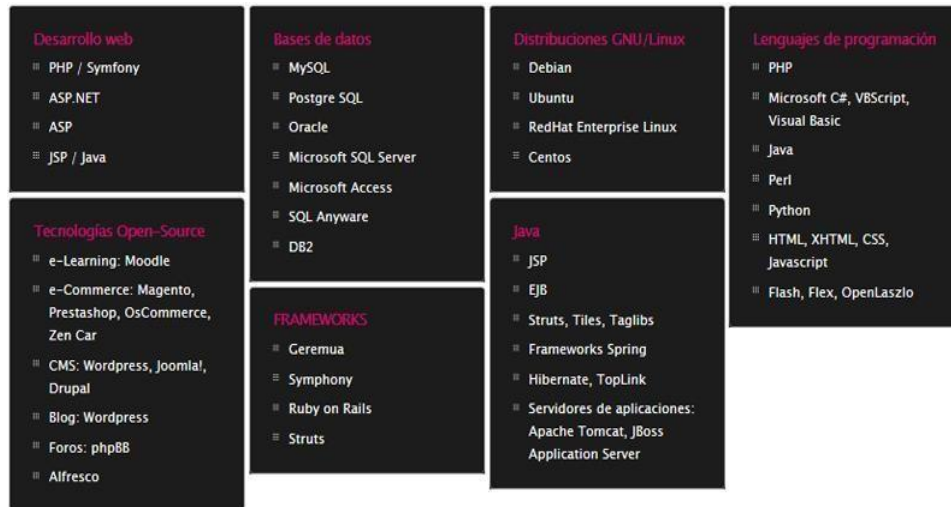 Desarrollo web
PHP / Symfony
ASP.NET
ASP
JSP / Java
Tecnologías Open-Source
e-Learning: Moodle
e-Commerce: Magento,
Prestashop, OsCommerce,
Zen Car
CMS: Wordpress, Joomla!,
Drupal
Blog: Wordpress
Foros: phpBB
Alfresco
Bases de datos
MySQL
Postgre SQL
Oracle
Microsoft SQL Server
Microsoft Access
SQL Anyware
DB2
FRAMEWORKS
Geremua
Symphony
Ruby on Rails
Struts
Distribuciones GNU/Linux
Debian
Ubuntu
RedHat Enterprise Linux
Centos
Java
JSP
EJB
Struts, Tiles, Taglibs
Frameworks Spring
Hibernate, TopLink
Servidores de aplicaciones:
Apache Tomcat, JBoss
Application Server
Lenguajes de programación
PHP
Microsoft C#, VBScript,
Visual Basic
Java
Perl
Python
HTML, XHTML, CSS,
Javascript
Flash, Flex, OpenLaszlo